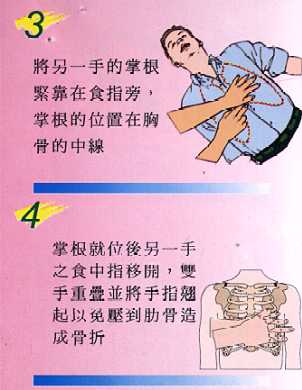 3
將另一手的掌根
緊靠在食指旁，
掌根的位置在胸
骨的中線
4
掌根就位後另一手
之食中指移開，雙
手重疊並將手指翹
起以免壓到肋骨造
成骨折